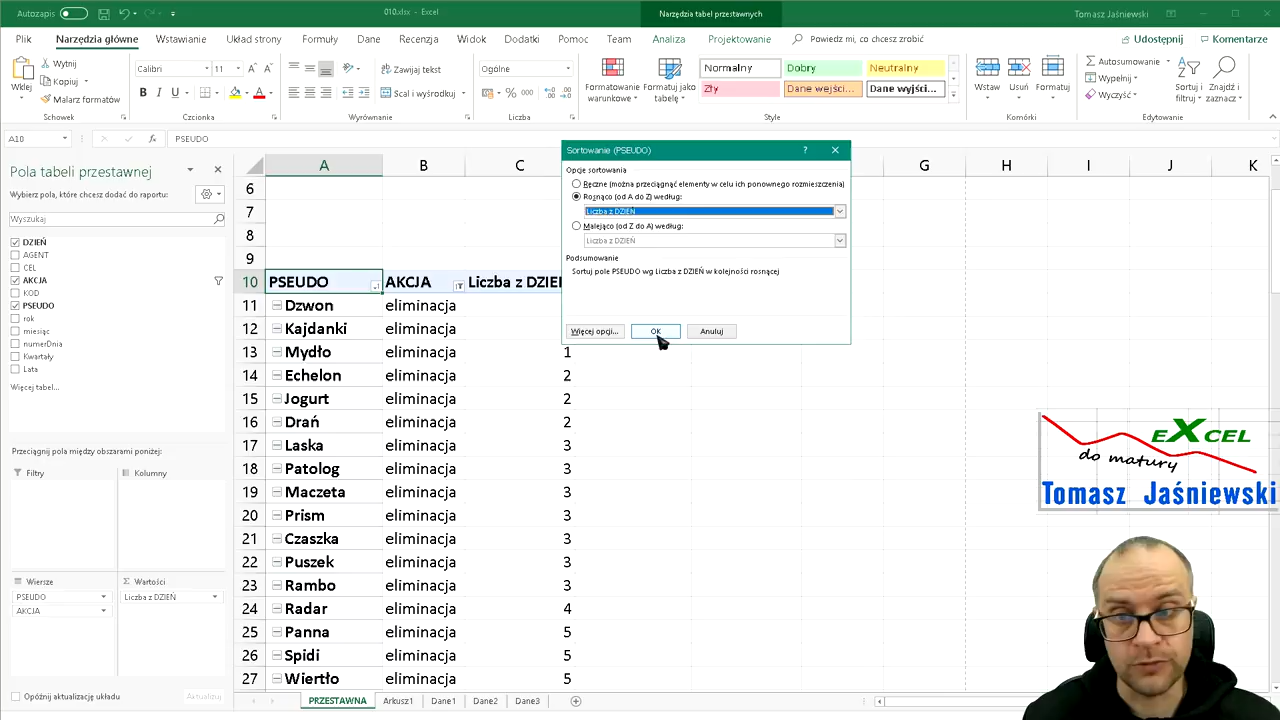 Autozapis
010.xlsx - Excel
Narzędzia tabel przestawnych
Tomasz Jaśniewski
Plik Narzędzia główne Wstawianie Układ strony Formuły Dane Recenzja Widok Dodatki Pomoc Team Analiza Projektowanie Powiedz mi, co mam zrobić Udostępnij Komentarze
Wklej
Wytnij
Kopiuj
Malarz formatów
Schowek
Calibri 11
B I U
Czcionka
Zawijaj tekst
Scal i wyśrodkuj
Wyrównanie
Ogólne
% 000
Liczba
Formatowanie warunkowe
Formatuj jako tabelę
Normalny Dobry Neutralny
Zły Dane wejści... Dane wyjści...
Style
Wstaw Usuń Formatuj
Komórki
Autosumowanie
Wypełnij
Wyczyść
Sortuj i filtruj
Znajdź i zaznacz
Edytowanie
A10 fx PSEUDO
Pola tabeli przestawnej
Wybierz pola, które chcesz dodać do raportu:
Wyszukaj
DZIEŃ
AGENT
CEL
AKCJA
KOD
PSEUDO
rok
miesiąc
numerDnia
Kwartały
Lata
Więcej tabel...
Przeciągnij pola między obszarami poniżej:
Filtry Kolumny
Wiersze Σ Wartości
PSEUDO Liczba z DZIEŃ
AKCJA
Opóźnij aktualizację układu Aktualizuj
A B C G H I J K
6
7
8
9
10 PSEUDO AKCJA Liczba z DZIEŃ
11 Dzwon eliminacja
12 Kajdanki eliminacja
13 Mydło eliminacja 1
14 Echelon eliminacja 2
15 Jogurt eliminacja 2
16 Drań eliminacja 2
17 Laska eliminacja 3
18 Patolog eliminacja 3
19 Maczeta eliminacja 3
20 Prism eliminacja 3
21 Czaszka eliminacja 3
22 Puszek eliminacja 3
23 Rambo eliminacja 3
24 Radar eliminacja 4
25 Panna eliminacja 5
26 Spidi eliminacja 5
27 Wiertło eliminacja 5
Sortowanie (PSEUDO) ?
Opcje sortowania
Ręczne (można przeciągnąć elementy w celu ich ponownego rozmieszczenia)
Rosnąco (od A do Z) według:
Liczba z DZIEŃ
Malejąco (od Z do A) według:
Liczba z DZIEŃ
Podsumowanie
Sortuj pole PSEUDO wg Liczba z DZIEŃ w kolejności rosnącej
Więcej opcji... OK Anuluj
EXCEL
do matury
Tomasz Jaśniewski
PRZESTAWNA Arkusz1 Dane1 Dane2 Dane3